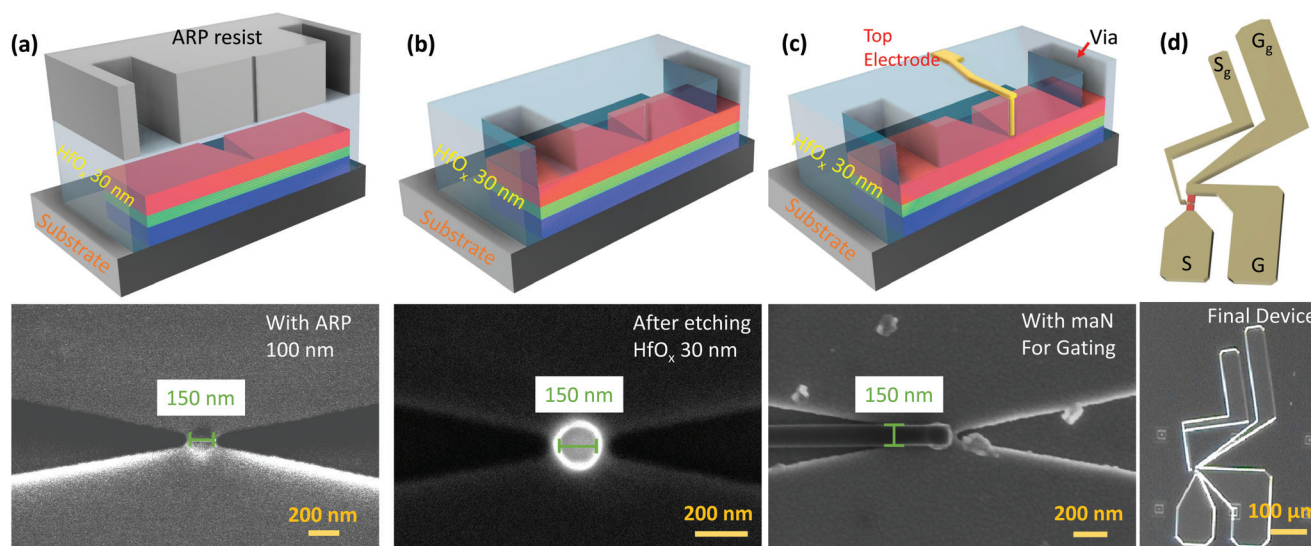 (a)
ARP resist
HfOₓ 30 nm
Substrate
(b)
HfOₓ 30 nm
Substrate
(c)
Top
Electrode
Via
HfOₓ 30 nm
Substrate
(d)
S_g
G_g
S
G
With ARP
100 nm
150 nm
200 nm
After etching
HfOₓ 30 nm
150 nm
200 nm
With maN
For Gating
150 nm
200 nm
Final Device
100 μm